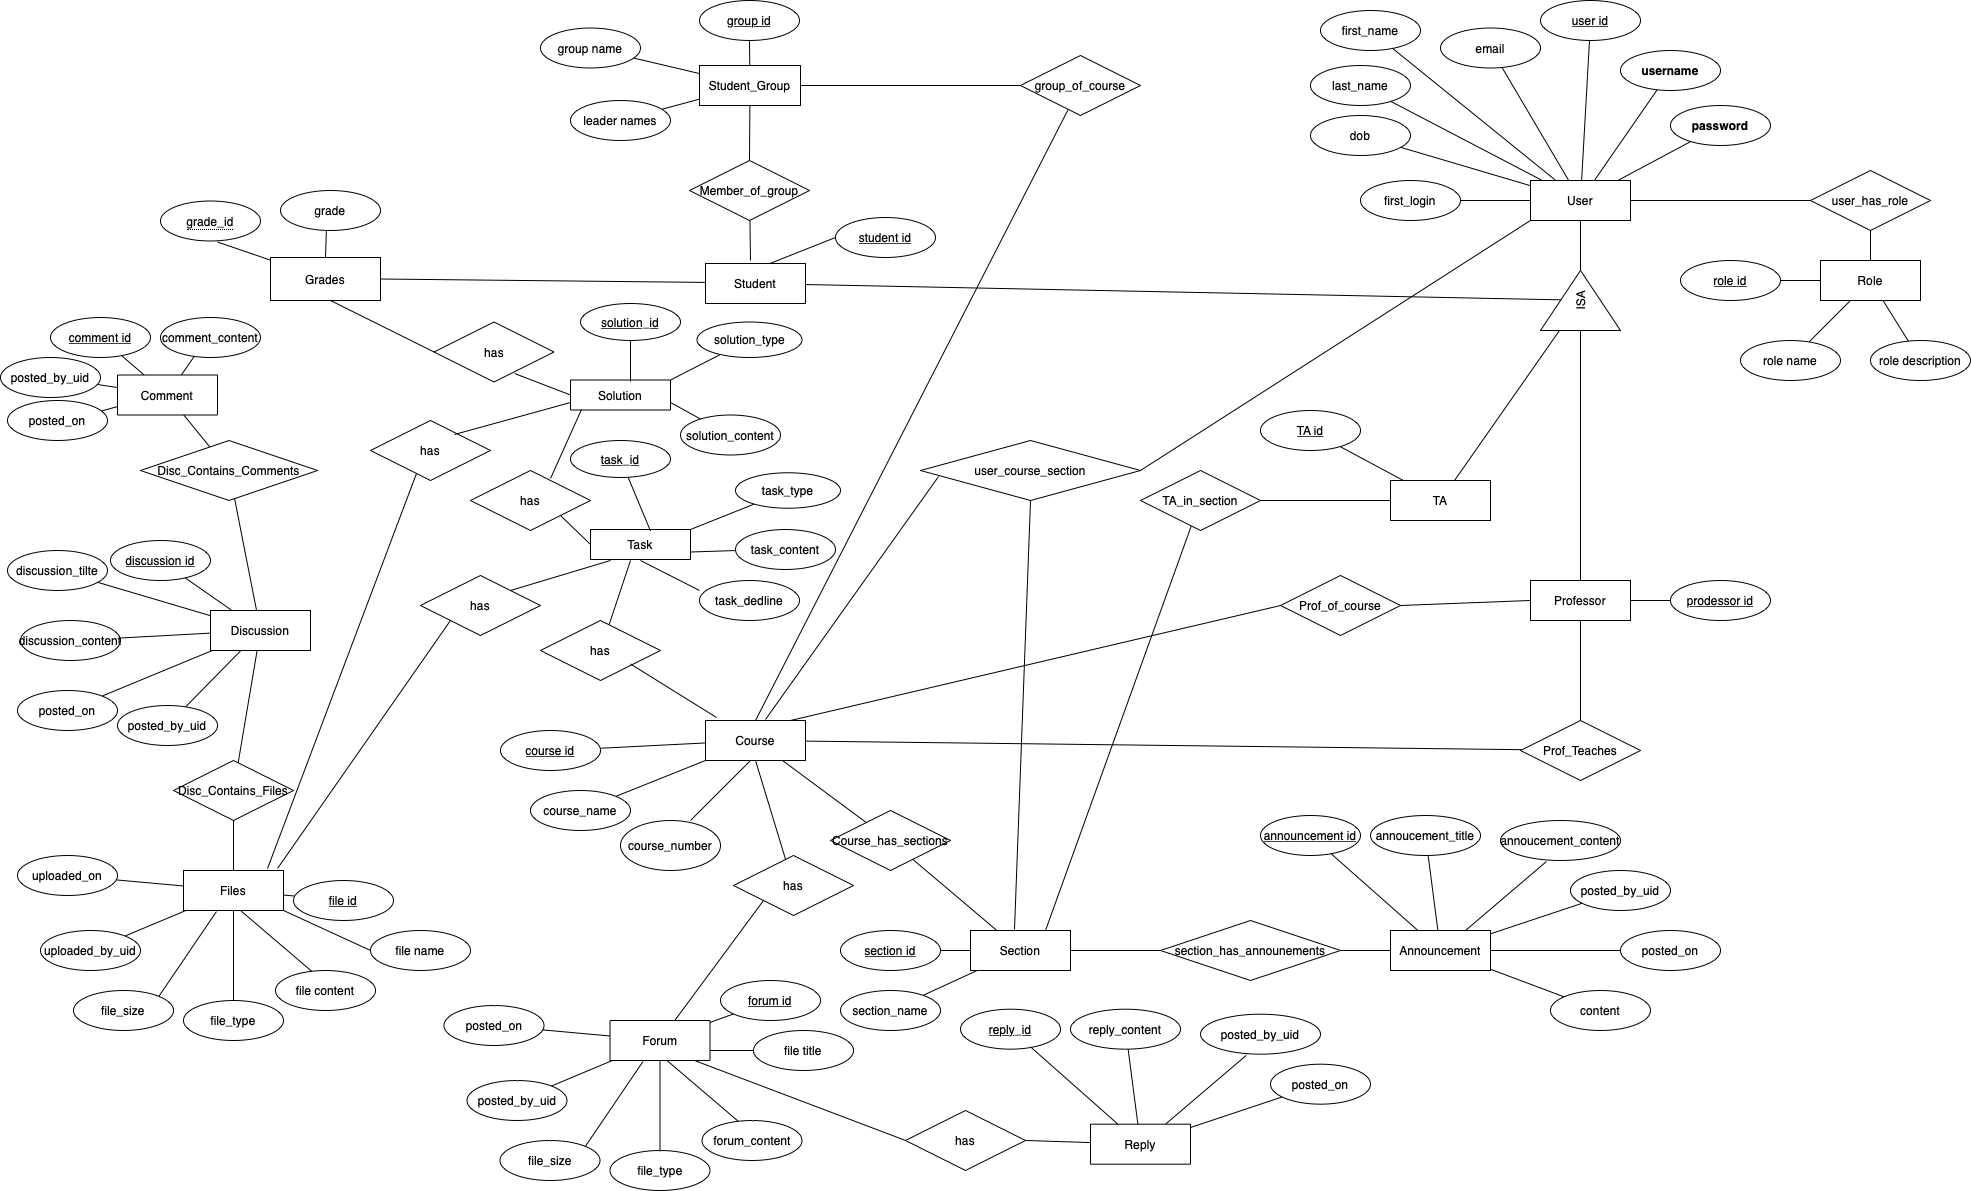 group id
group name
Student_Group
leader names
group_of_course
first_name
email
user id
username
last_name
password
dob
first_login
User
user_has_role
Member_of_group
grade_id
grade
student id
Grades
Student
ISA
role id
Role
role name
role description
comment id
comment_content
posted_by_uid
posted_on
Comment
has
solution_id
solution_type
Solution
solution_content
has
Disc_Contains_Comments
has
task_id
task_type
task_content
Task
task_dedline
user_course_section
TA_in_section
TA id
TA
discussion_tilte
discussion id
discussion_content
Discussion
posted_on
posted_by_uid
has
has
Prof_of_course
Professor
prodessor id
course id
Course
course_name
course_number
Prof_Teaches
Disc_Contains_Files
Course_has_sections
has
announcement id
annoucement_title
annoucement_content
posted_by_uid
uploaded_on
Files
file id
uploaded_by_uid
file name
file content
file_size
file_type
section id
Section
section_name
section_has_announements
Announcement
posted_on
content
forum id
posted_on
Forum
file title
posted_by_uid
file_size
file_type
forum_content
has
reply_id
reply_content
posted_by_uid
posted_on
Reply